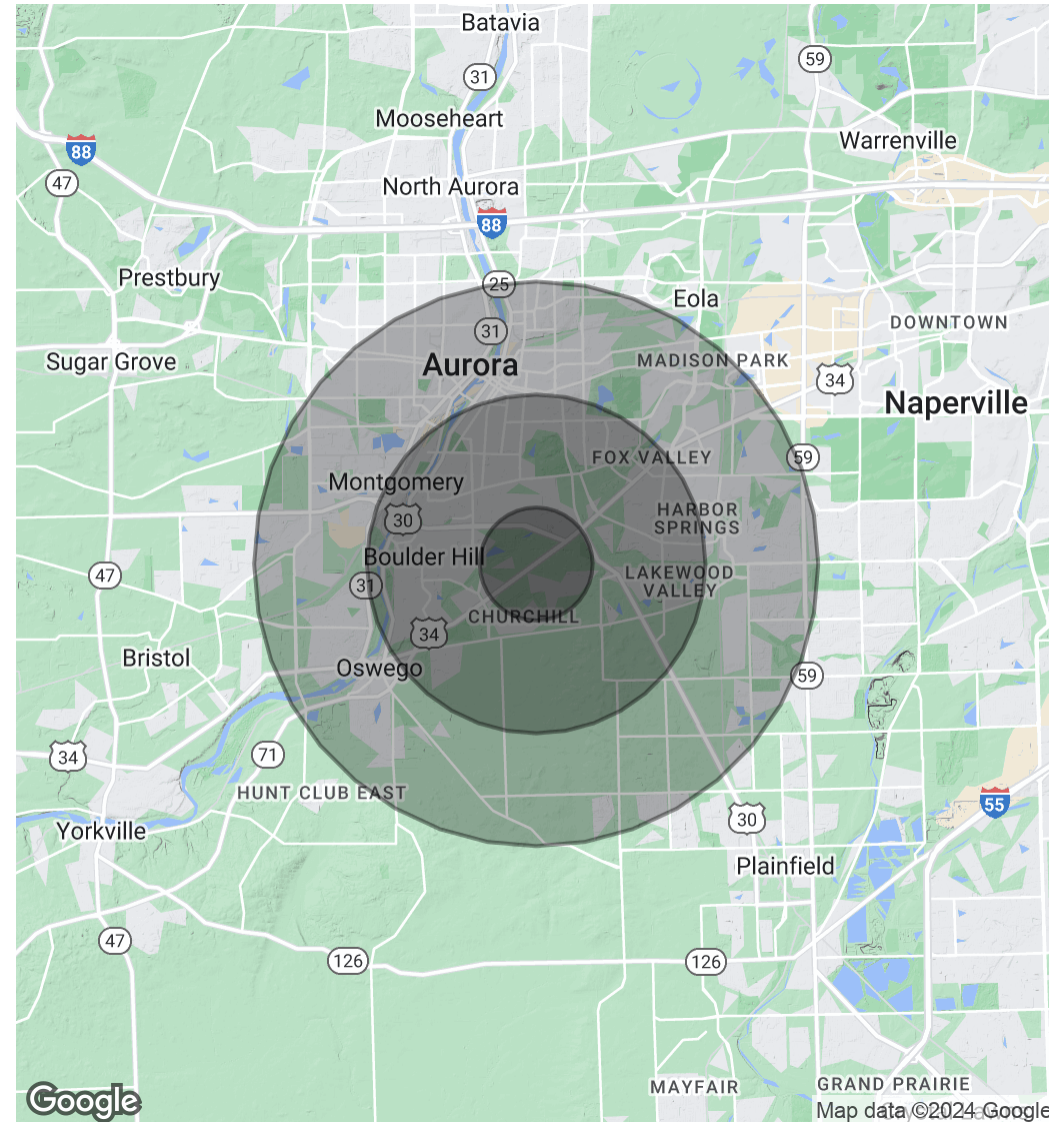 Batavia
59
31
Mooseheart
Warrenville
88
47
North Aurora
88
Prestbury
25
Eola
31
DOWNTOWN
Sugar Grove
Aurora
MADISON PARK
34
Naperville
FOX VALLEY
59
Montgomery
30
HARBOR
SPRINGS
Boulder Hill
47
31
LAKEWOOD
VALLEY
CHURCHILL
34
Bristol
Oswego
59
34
71
HUNT CLUB EAST
55
Yorkville
30
Plainfield
47
126
126
MAYFAIR
GRAND PRAIRIE
Google
Map data ©2024 Google